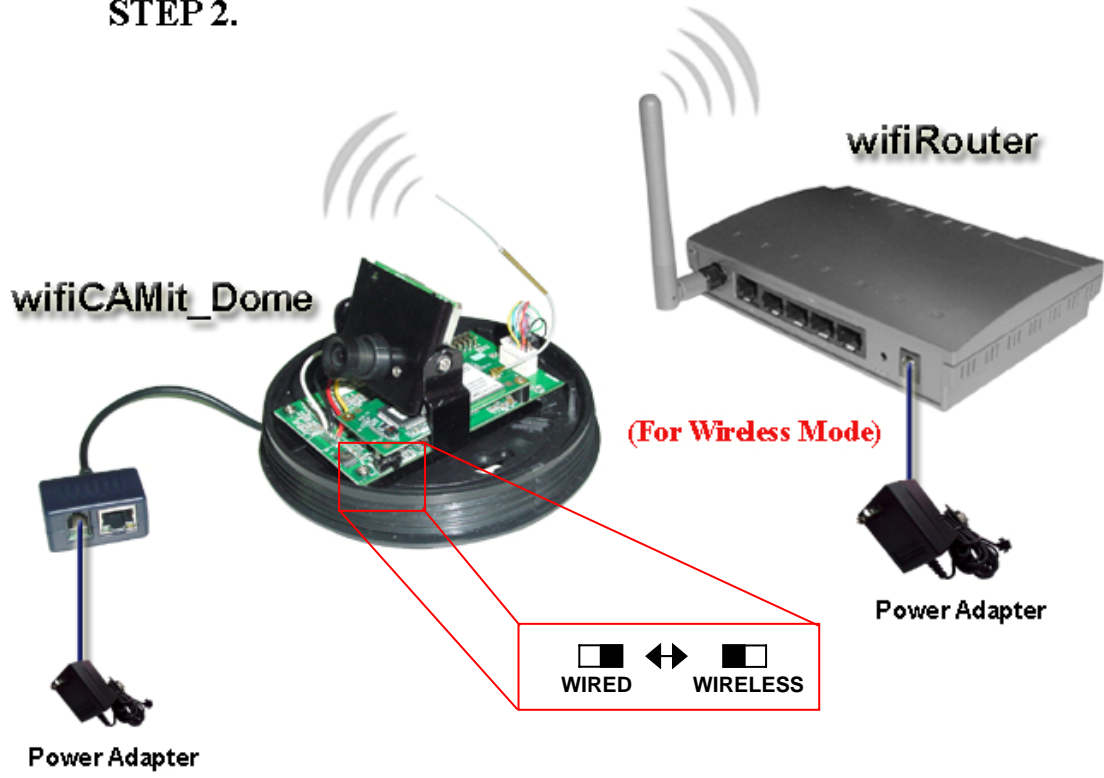 STEP 2.
wifiRouter
wifiCAMit_Dome
(For Wireless Mode)
Power Adapter
WIRED WIRELESS
Power Adapter